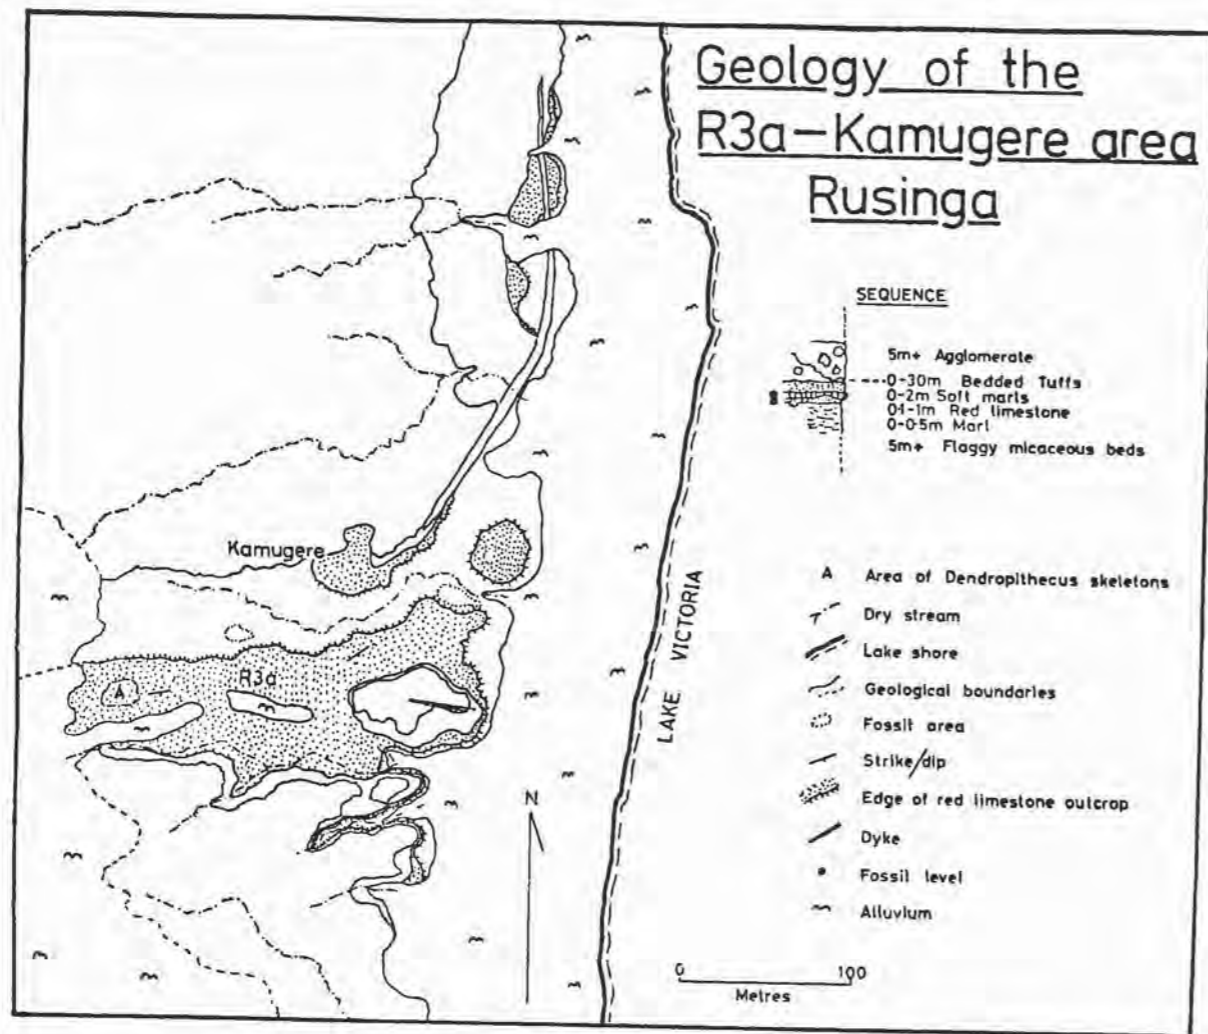 Geology of the
R3a-Kamugere area
Rusinga
SEQUENCE
5m+ Agglomerate
0-30m Bedded Tuffs
0-2m Soft marls
0·1-1m Red limestone
0-0·5m Marl
5m+ Flaggy micaceous beds
Kamugere
R3a
A
LAKE VICTORIA
N
A Area of Dendropithecus skeletons
Dry stream
Lake shore
Geological boundaries
Fossil area
Strike/dip
Edge of red limestone outcrop
Dyke
Fossil level
Alluvium
0 100
Metres